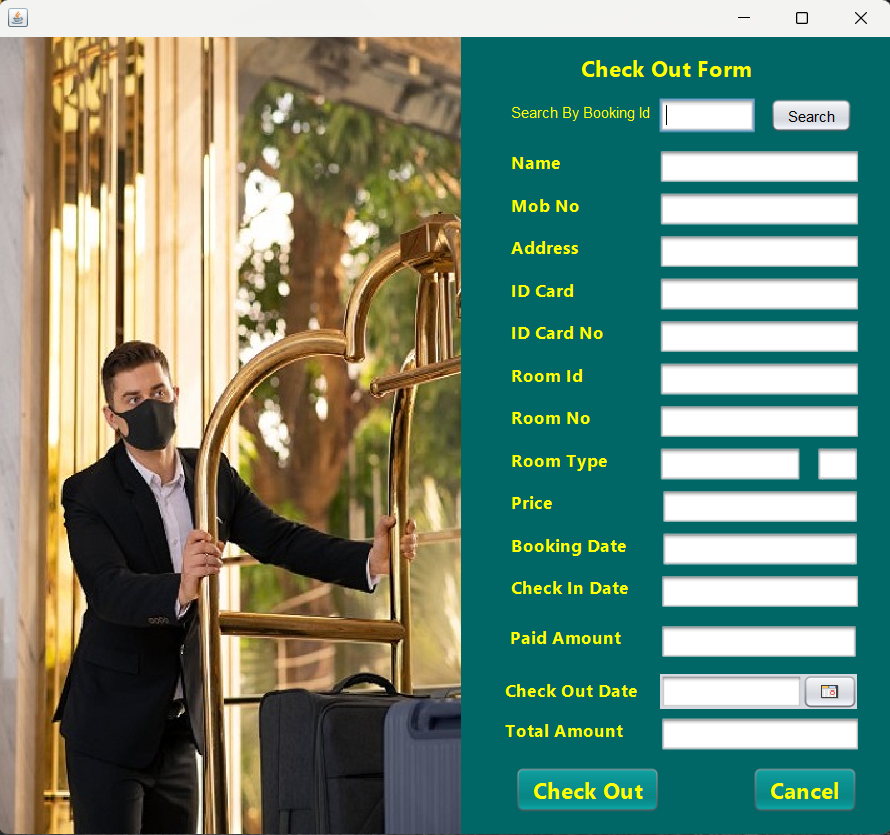 Check Out Form
Search By Booking Id
Search
Name
Mob No
Address
ID Card
ID Card No
Room Id
Room No
Room Type
Price
Booking Date
Check In Date
Paid Amount
Check Out Date
Total Amount
Check Out
Cancel